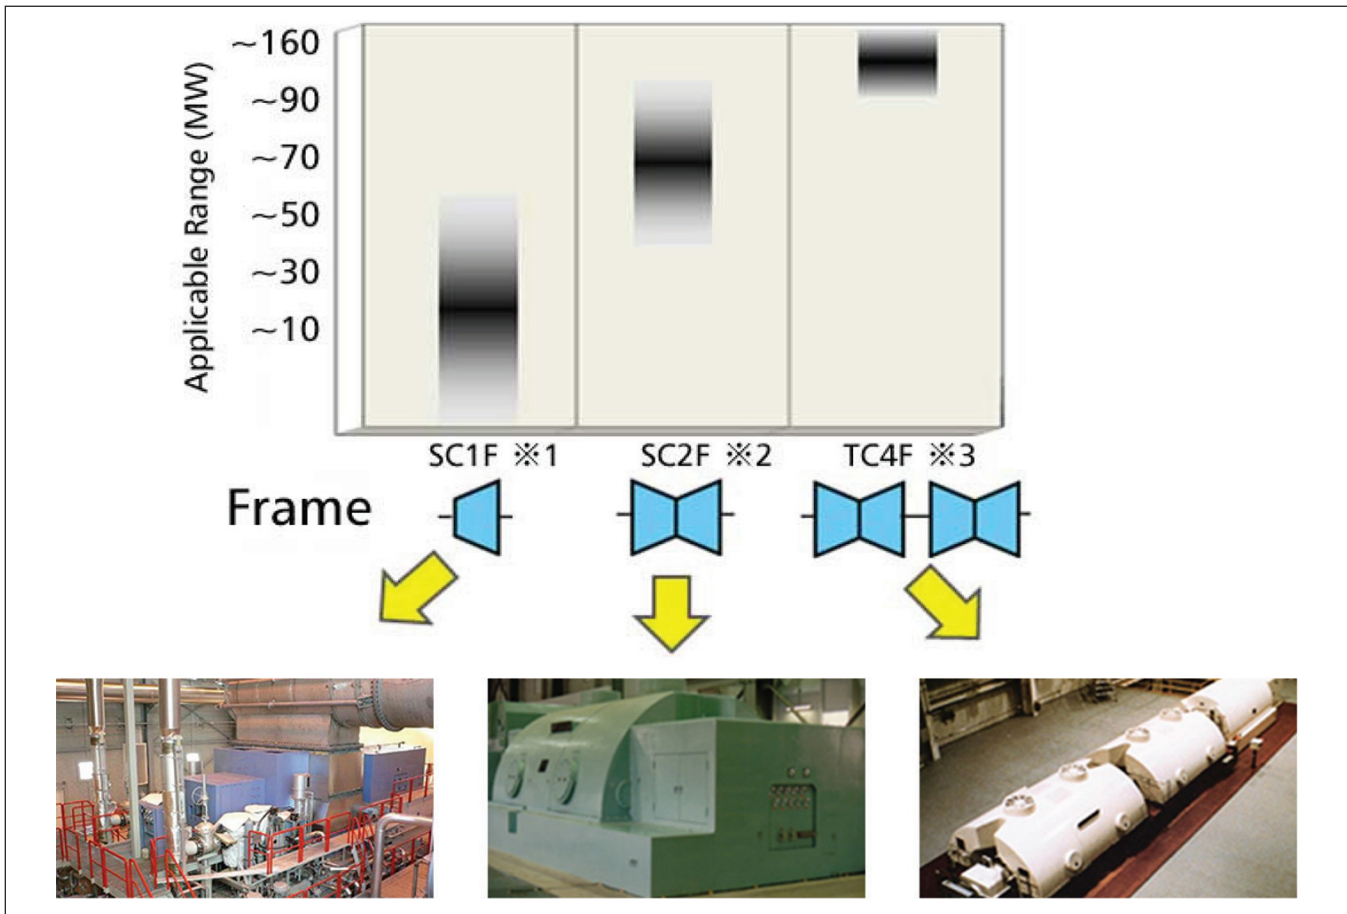 Applicable Range (MW)
~160
~90
~70
~50
~30
~10
SC1F ※1
SC2F ※2
TC4F ※3
Frame